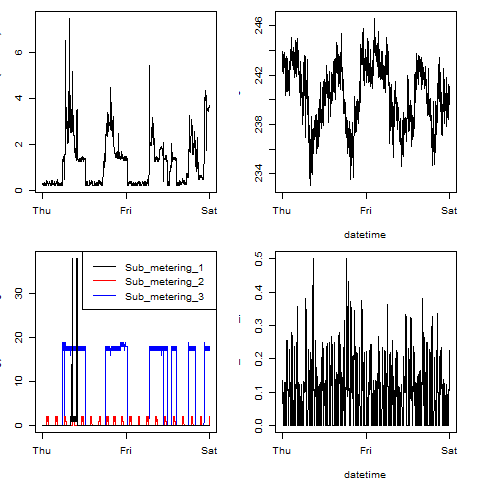 0 2 4 6
Thu Fri Sat
234 238 242 246
Thu Fri Sat
datetime
0 10 20 30
Sub_metering_1
Sub_metering_2
Sub_metering_3
Thu Fri Sat
0.0 0.1 0.2 0.3 0.4 0.5
Thu Fri Sat
datetime